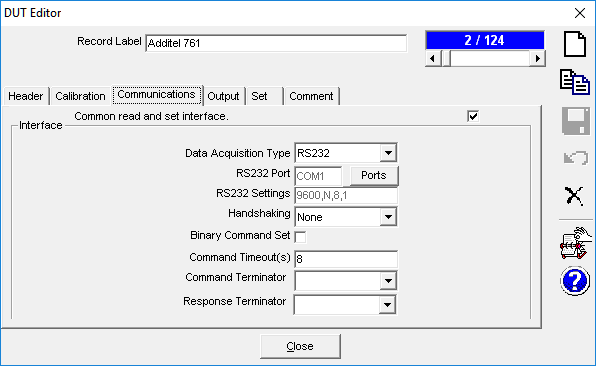 DUT Editor
Record Label Additel 761
2 / 124
Header Calibration Communications Output Set Comment
Common read and set interface.
Interface
Data Acquisition Type RS232
RS232 Port COM1 Ports
RS232 Settings 9600,N,8,1
Handshaking None
Binary Command Set
Command Timeout(s) 8
Command Terminator
Response Terminator
Close